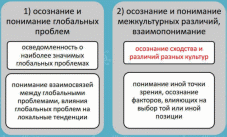 1) осознание и
понимание глобальных
проблем
осведомленность о
наиболее значимых
глобальных проблемах
понимание взаимосвязей
между глобальными
проблемами, влияния
глобальных проблем на
локальные тенденции
2) осознание и понимание
межкультурных различий,
взаимопонимание
осознание сходства и
различий разных культур
понимание иной точки
зрения, осознание
факторов, влияющих на
выбор той или иной
позиции